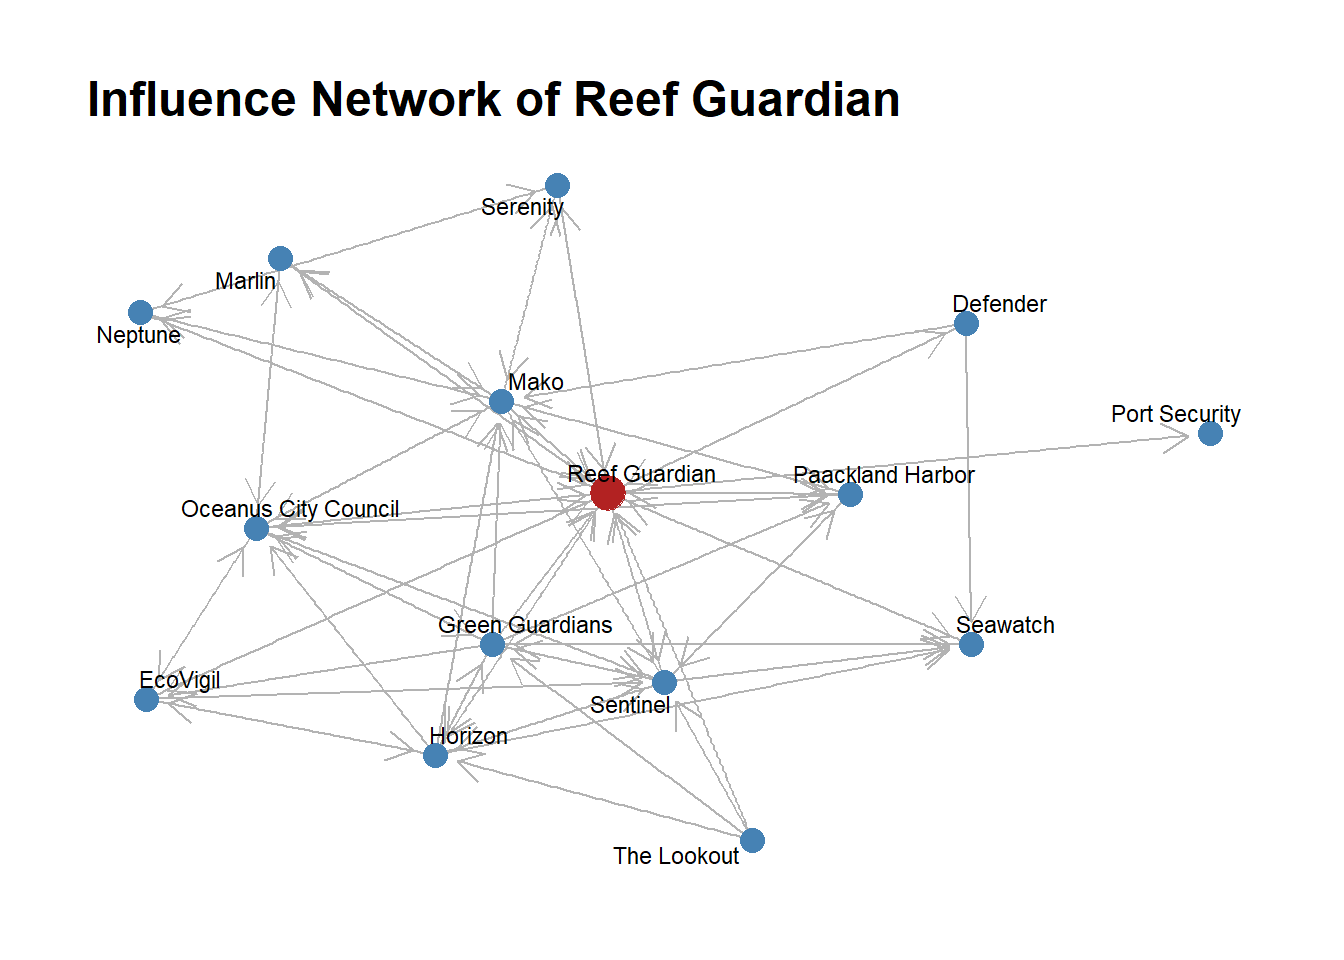 Influence Network of Reef Guardian
Serenity
Marlin
Defender
Neptune
Mako
Port Security
Reef Guardian
Paackland Harbor
Oceanus City Council
Green Guardians
Seawatch
EcoVigil
Sentinel
Horizon
The Lookout